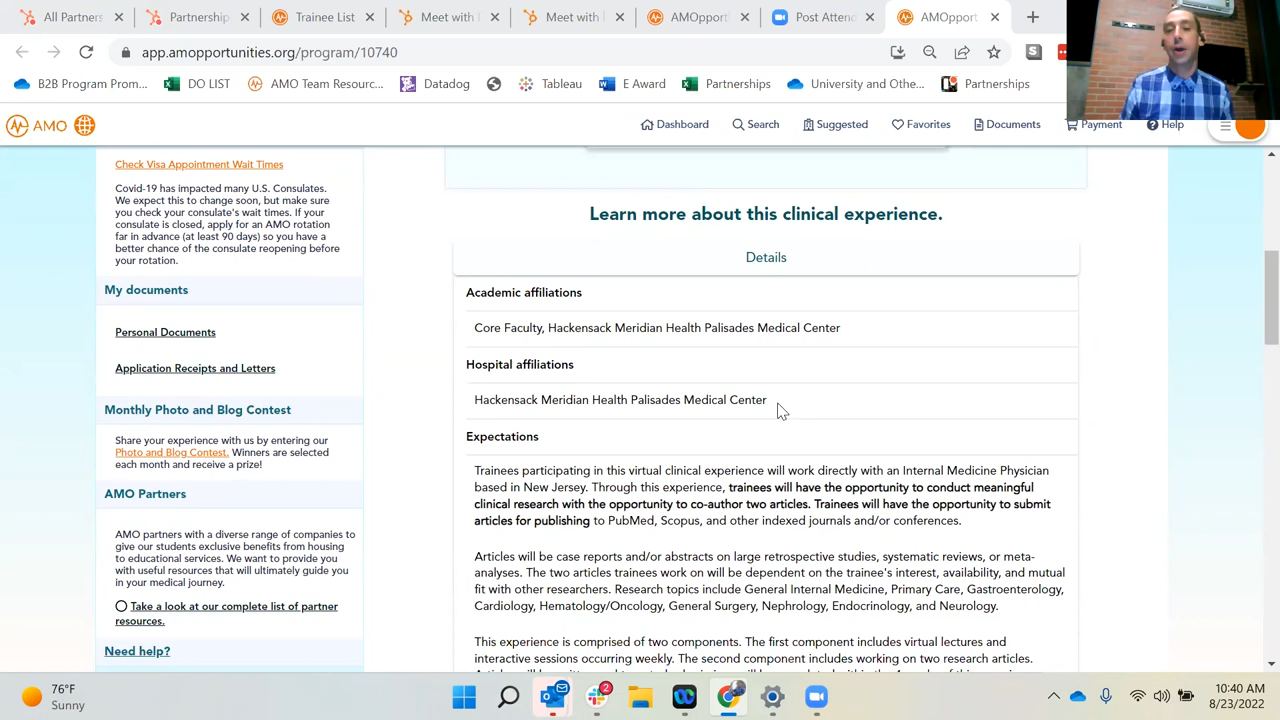 All Partners
Partnership
Trainee List
Meet with
Meet with
AMOpport
Post Attend
AMOpport
app.amopportunities.org/program/10740
B2B Program Prom...
DO LIST
AMO Team Resourc...
Datadog
Tableau
E Award
Partnerships
University and Othe...
Partnerships
AMO
Dashboard
Search
Suggested
Favorites
Documents
Payment
Help
Check Visa Appointment Wait Times
Covid-19 has impacted many U.S. Consulates.
We expect this to change soon, but make sure
you check your consulate's wait times. If your
consulate is closed, apply for an AMO rotation
far in advance (at least 90 days) so you have a
better chance of the consulate reopening before
your rotation.
My documents
Personal Documents
Application Receipts and Letters
Monthly Photo and Blog Contest
Share your experience with us by entering our
Photo and Blog Contest. Winners are selected
each month and receive a prize!
AMO Partners
AMO partners with a diverse range of companies to
give our students exclusive benefits from housing
to educational services. We want to provide you
with useful resources that will ultimately guide you
in your medical journey.
Take a look at our complete list of partner
resources.
Need help?
Learn more about this clinical experience.
Details
Academic affiliations
Core Faculty, Hackensack Meridian Health Palisades Medical Center
Hospital affiliations
Hackensack Meridian Health Palisades Medical Center
Expectations
Trainees participating in this virtual clinical experience will work directly with an Internal Medicine Physician
based in New Jersey. Through this experience, trainees will have the opportunity to conduct meaningful
clinical research with the opportunity to co-author two articles. Trainees will have the opportunity to submit
articles for publishing to PubMed, Scopus, and other indexed journals and/or conferences.
Articles will be case reports and/or abstracts on large retrospective studies, systematic reviews, or meta-
analyses. The two articles trainees work on will be dependent on the trainee's interest, availability, and mutual
fit with other researchers. Research topics include General Internal Medicine, Primary Care, Gastroenterology,
Cardiology, Hematology/Oncology, General Surgery, Nephrology, Endocrinology, and Neurology.
This experience is comprised of two components. The first component includes virtual lectures and
interactive sessions occurring weekly. The second component includes working on two research articles.
76°F
Sunny
2
10:40 AM
8/23/2022